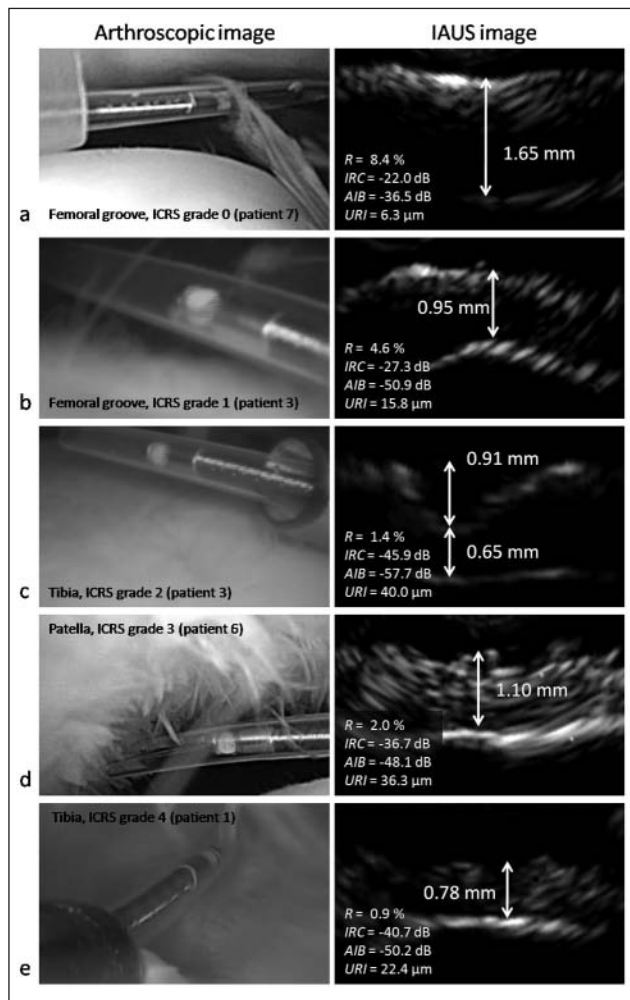 Arthroscopic image
IAUS image
1.65 mm
R = 8.4 %
IRC = -22.0 dB
AIB = -36.5 dB
URI = 6.3 µm
a
Femoral groove, ICRS grade 0 (patient 7)
0.95 mm
R = 4.6 %
IRC = -27.3 dB
AIB = -50.9 dB
URI = 15.8 µm
b
Femoral groove, ICRS grade 1 (patient 3)
0.91 mm
0.65 mm
R = 1.4 %
IRC = -45.9 dB
AIB = -57.7 dB
URI = 40.0 µm
c
Tibia, ICRS grade 2 (patient 3)
Patella, ICRS grade 3 (patient 6)
1.10 mm
R = 2.0 %
IRC = -36.7 dB
AIB = -48.1 dB
URI = 36.3 µm
d
Tibia, ICRS grade 4 (patient 1)
0.78 mm
R = 0.9 %
IRC = -40.7 dB
AIB = -50.2 dB
URI = 22.4 µm
e